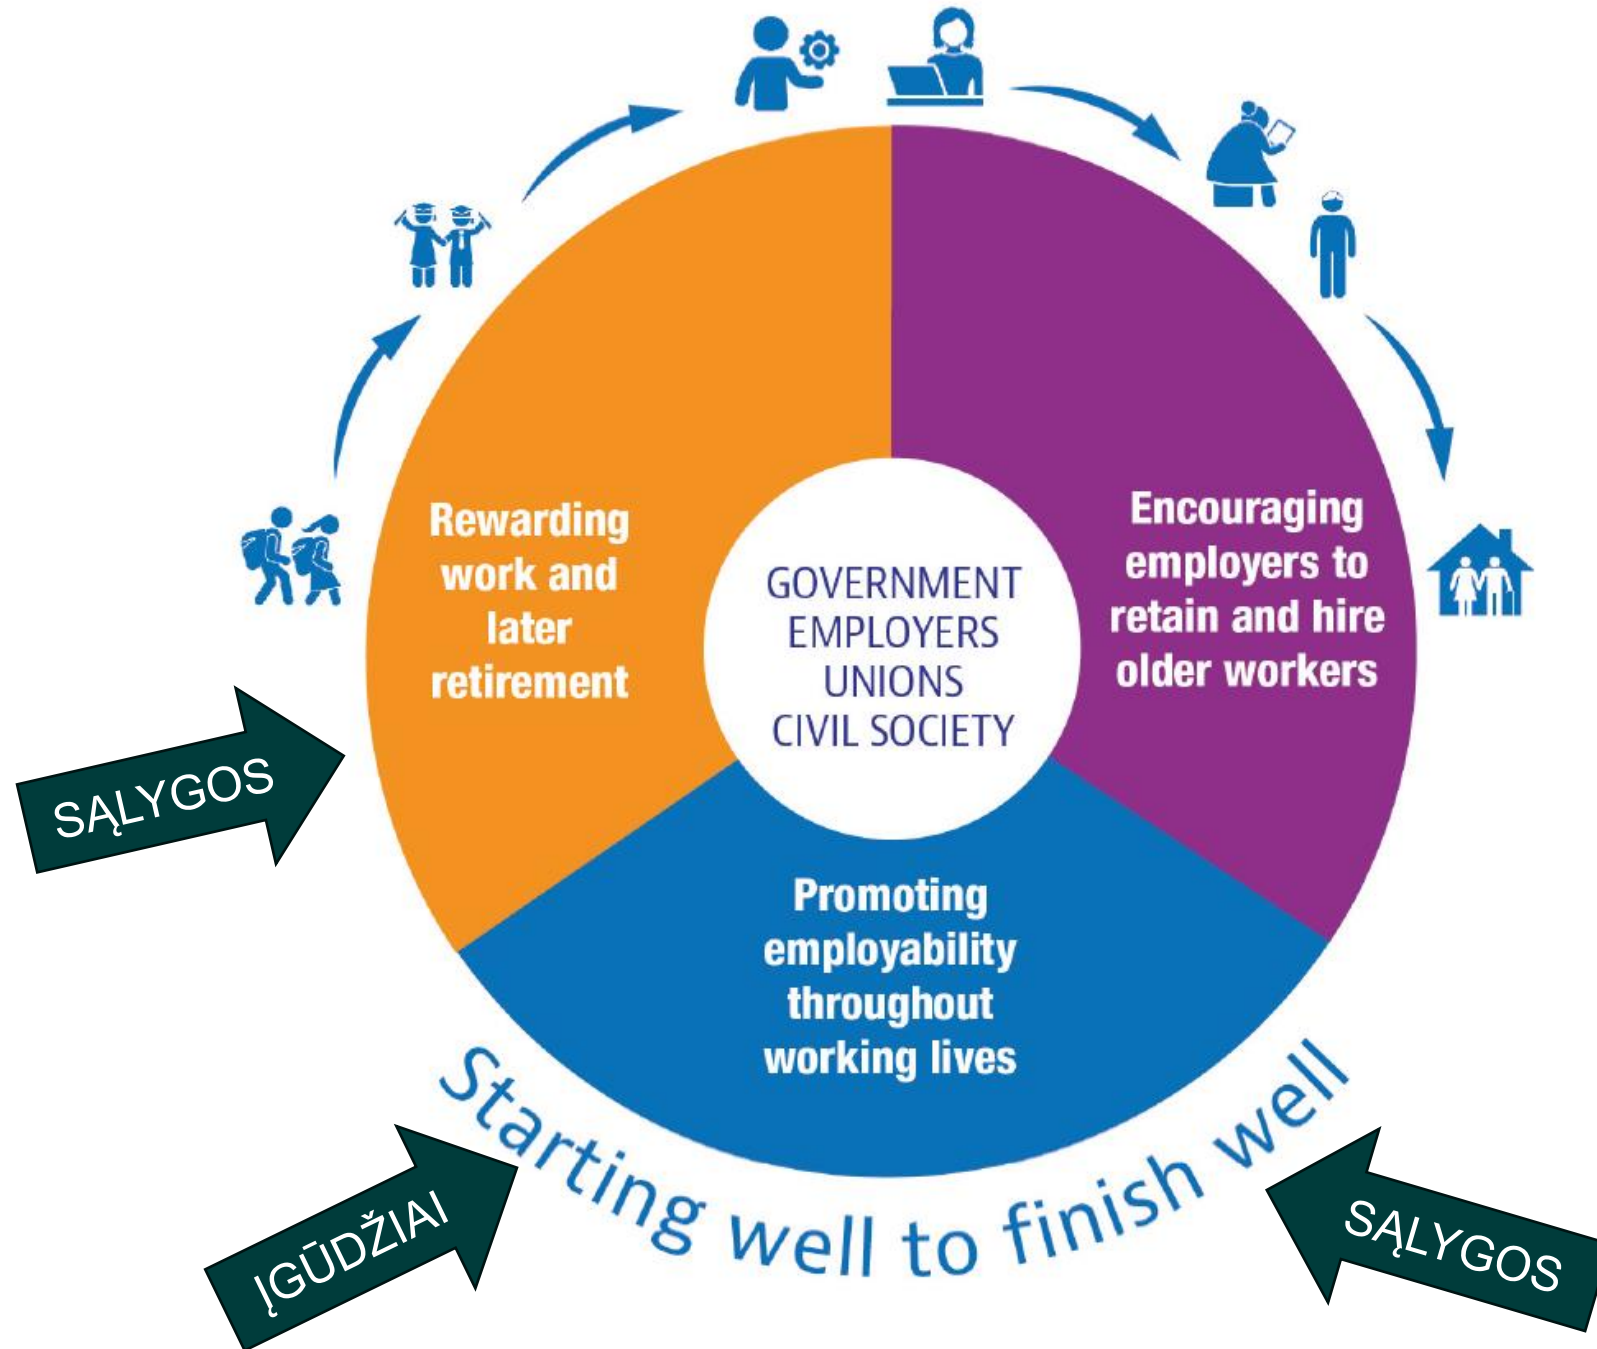 Rewarding
work and
later
retirement
GOVERNMENT
EMPLOYERS
UNIONS
CIVIL SOCIETY
Encouraging
employers to
retain and hire
older workers
Promoting
employability
throughout
working lives
Starting well to finish well
SĄLYGOS
ĮGŪDŽIAI
SĄLYGOS